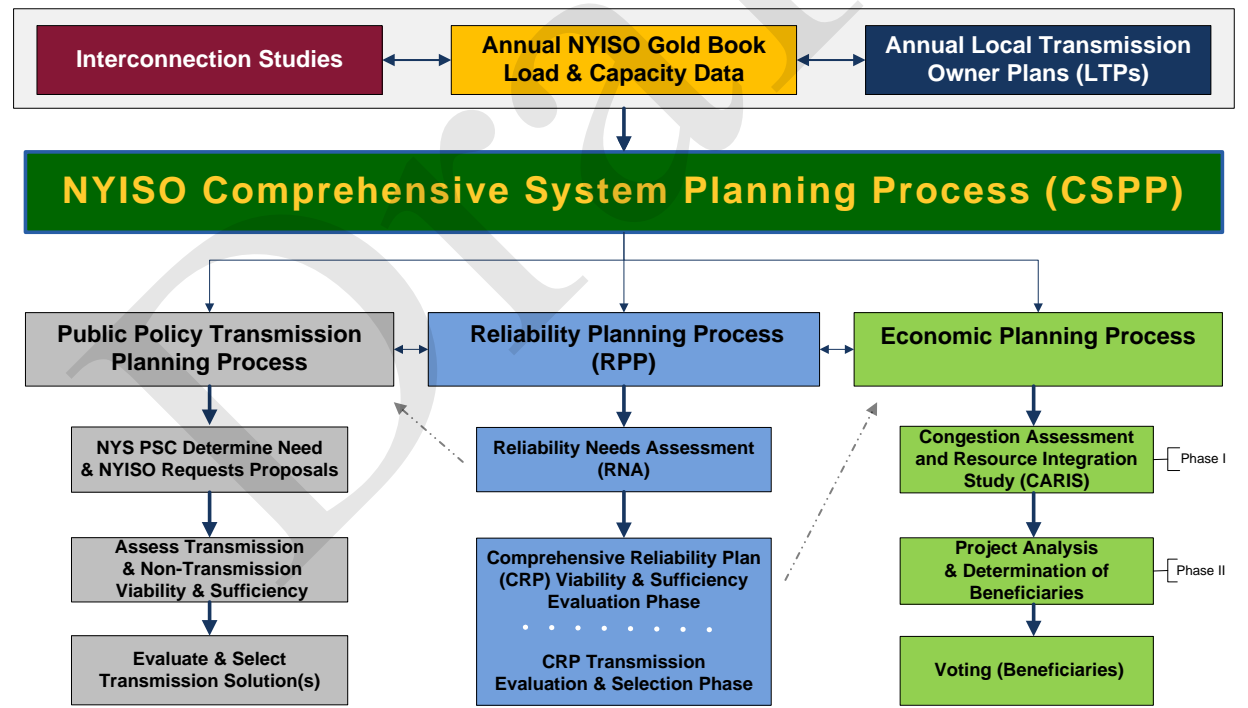 Interconnection Studies
Annual NYISO Gold Book
Load & Capacity Data
Annual Local Transmission
Owner Plans (LTPs)
NYISO Comprehensive System Planning Process (CSPP)
Public Policy Transmission
Planning Process
Reliability Planning Process
(RPP)
Economic Planning Process
NYS PSC Determine Need
& NYISO Requests Proposals
Reliability Needs Assessment
(RNA)
Congestion Assessment
and Resource Integration
Study (CARIS)
Phase I
Assess Transmission
& Non-Transmission
Viability & Sufficiency
Comprehensive Reliability Plan
(CRP) Viability & Sufficiency
Evaluation Phase
CRP Transmission
Evaluation & Selection Phase
Project Analysis
& Determination of
Beneficiaries
Phase II
Evaluate & Select
Transmission Solution(s)
Voting (Beneficiaries)